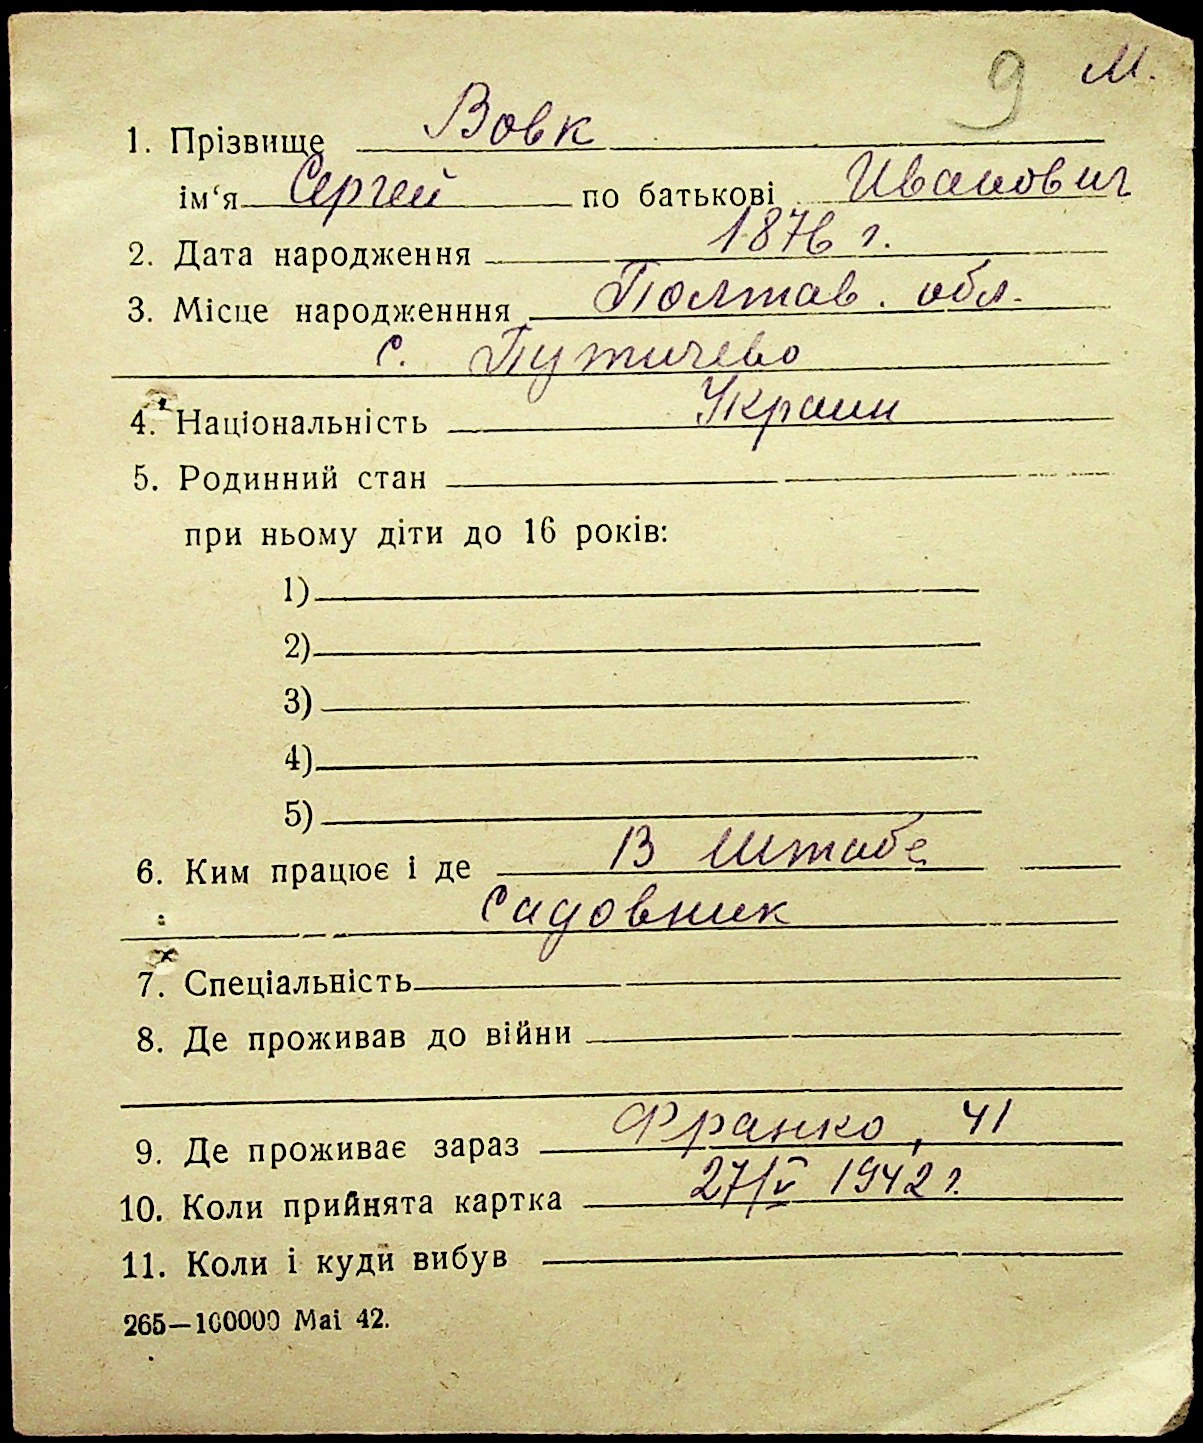 9 М.
1. Прізвище Вовк
ім‘я Сергей по батькові Иванович
2. Дата народження 1876 г.
3. Місце народженння Полтав. обл.
с. Путичево
4. Національність Украин
5. Родинний стан
при ньому діти до 16 років:
1)
2)
3)
4)
5)
6. Ким працює і де В Штабе
Садовник
7. Спеціальність
8. Де проживав до війни
9. Де проживає зараз Франко, 41
10. Коли прийнята картка 27/V 1942 г.
11. Коли і куди вибув
265—100000 Маі 42.